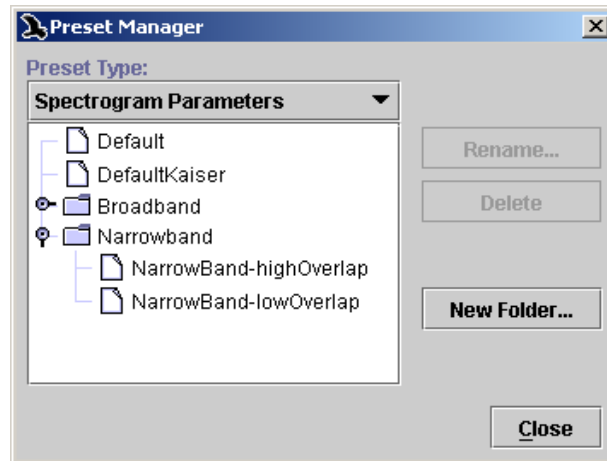 Preset Manager
Preset Type:
Spectrogram Parameters
Default
DefaultKaiser
Broadband
Narrowband
NarrowBand-highOverlap
NarrowBand-lowOverlap
Rename...
Delete
New Folder...
Close